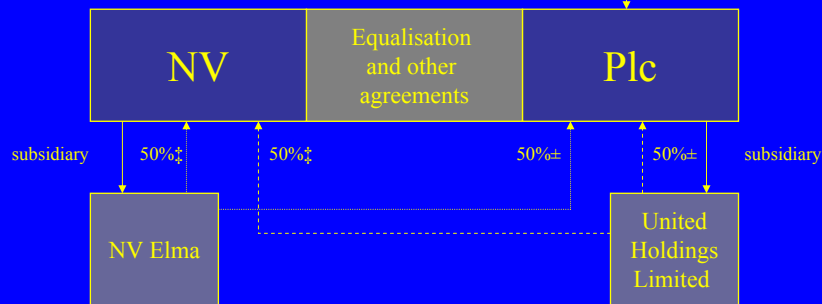 NV
Equalisation
and other
agreements
Plc
subsidiary
50%‡
50%‡
50%±
50%±
subsidiary
NV Elma
United
Holdings
Limited